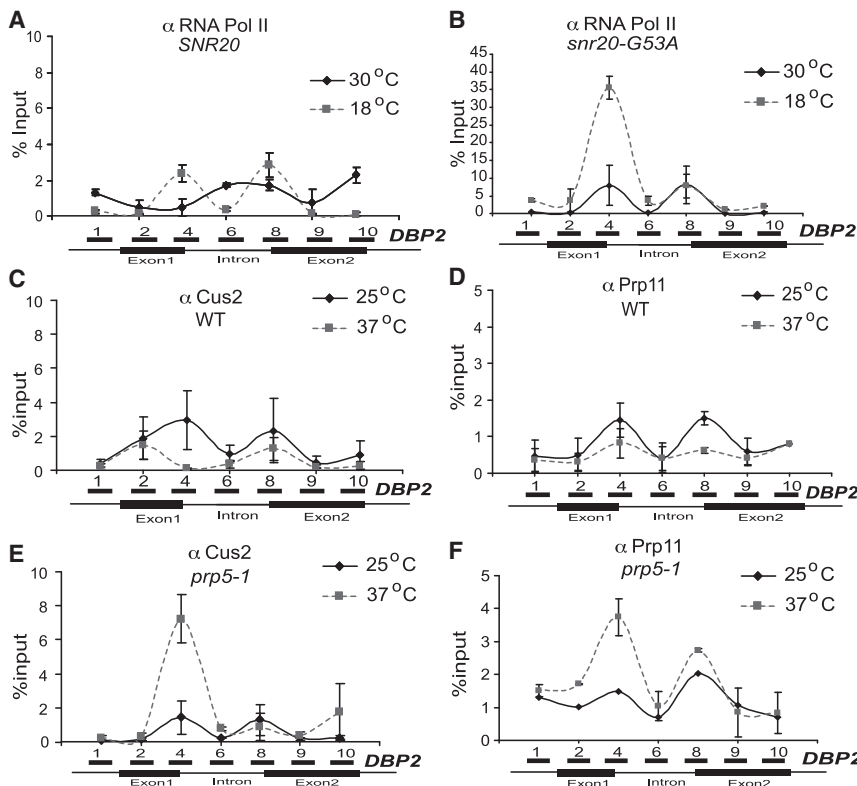 A
α RNA Pol II
SNR20
% Input
10
8
6
4
2
0
30 °C
18 °C
1 2 4 6 8 9 10 DBP2
Exon1 Intron Exon2
B
α RNA Pol II
snr20-G53A
% Input
45
40
35
30
25
20
15
10
5
0
30 °C
18 °C
1 2 4 6 8 9 10
Exon1 Intron Exon2
C
α Cus2
WT
%input
10
8
6
4
2
0
25 °C
37 °C
1 2 4 6 8 9 10 DBP2
Exon1 Intron Exon2
D
α Prp11
WT
%input
5
4
3
2
1
0
25 °C
37 °C
1 2 4 6 8 9 10
Exon1 Intron Exon2
E
α Cus2
prp5-1
%input
10
8
6
4
2
0
25 °C
37 °C
1 2 4 6 8 9 10 DBP2
Exon1 Intron Exon2
F
α Prp11
prp5-1
%input
5
4
3
2
1
0
25 °C
37 °C
1 2 4 6 8 9 10
Exon1 Intron Exon2